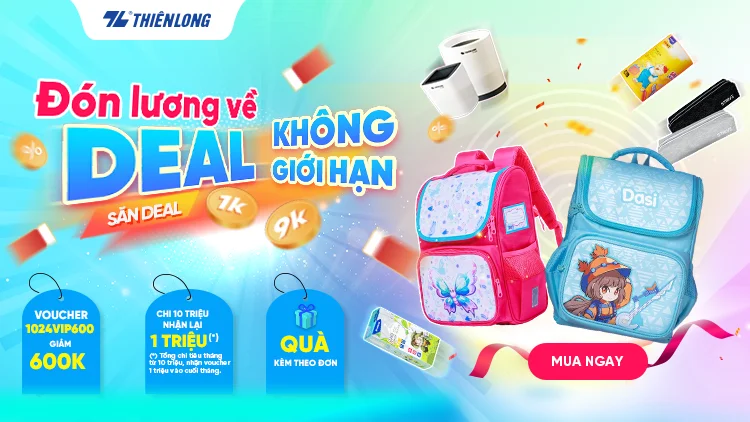 THIÊN LONG
Đón lương về
DEAL
KHÔNG
GIỚI HẠN
SĂN DEAL
1k
9k
%
%
VOUCHER
1024VIP600
GIẢM
600K
CHI 10 TRIỆU
NHẬN LẠI
1 TRIỆU(*)
(*) Tổng chi tiêu tháng
từ 10 triệu, nhận voucher
1 triệu vào cuối tháng.
QUÀ
KÈM THEO ĐƠN
Dasi
MUA NGAY